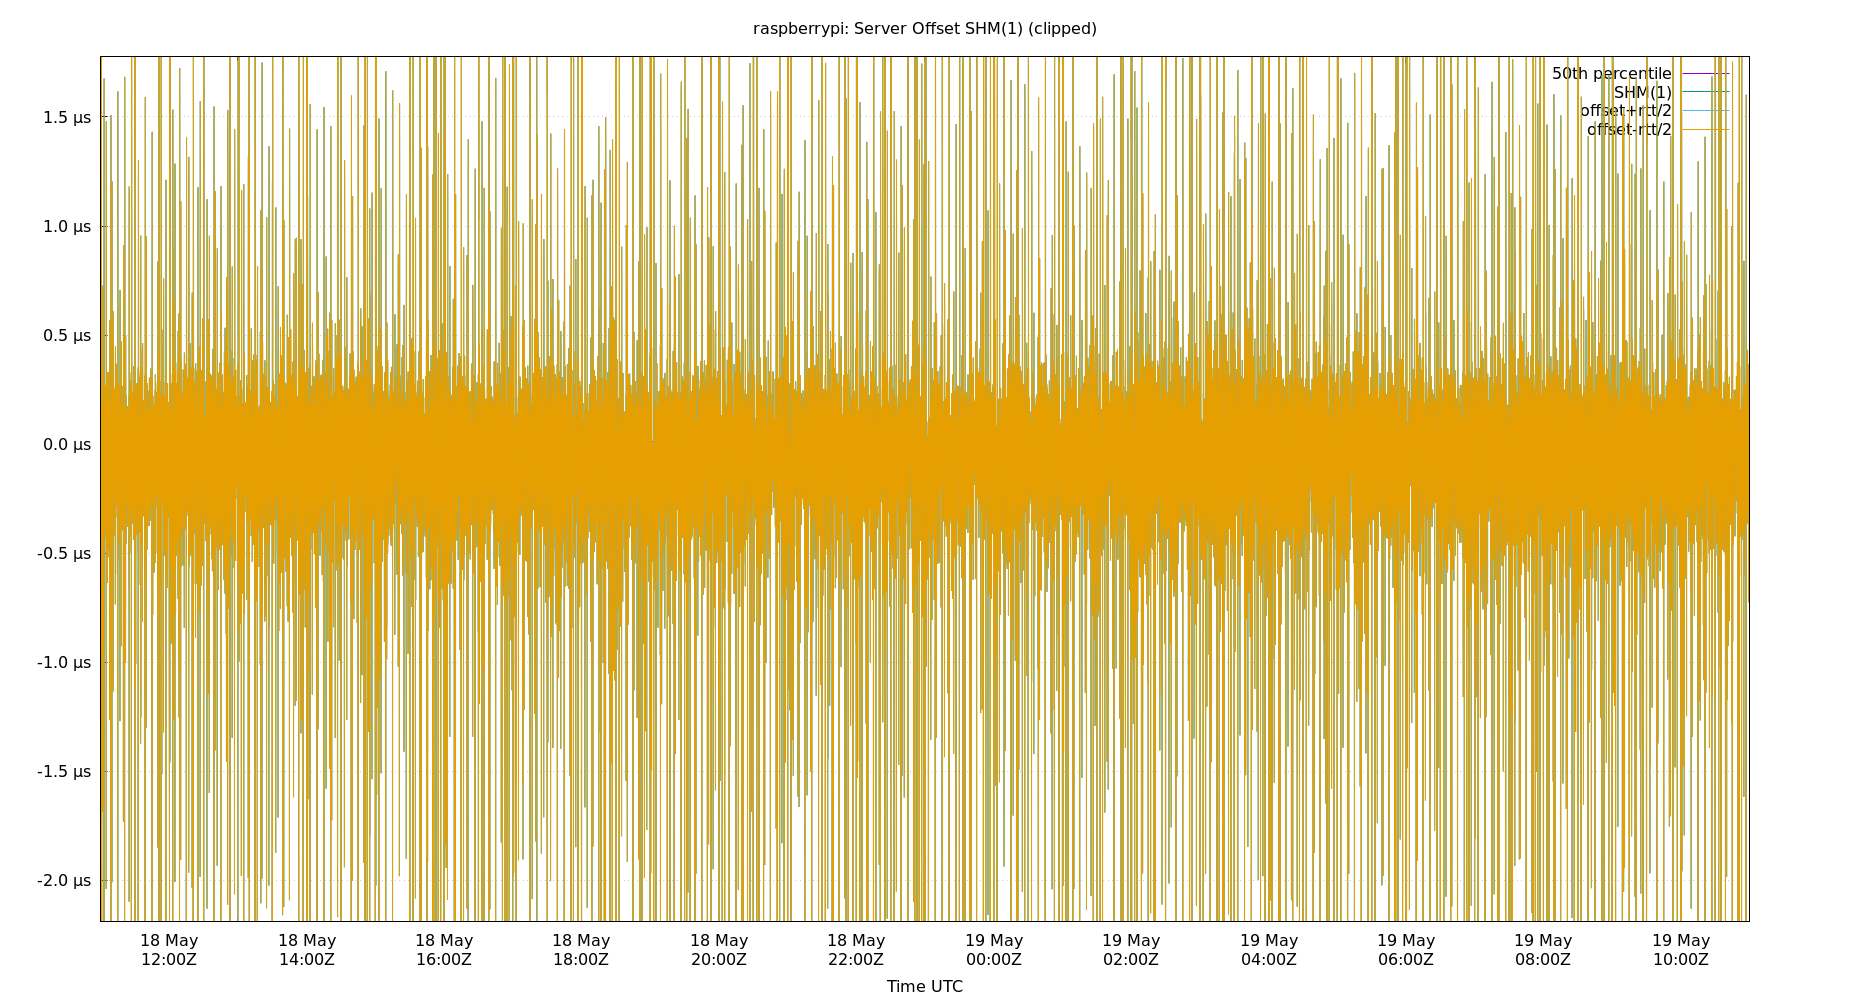 raspberrypi: Server Offset SHM(1) (clipped)
50th percentile
SHM(1)
offset+rtt/2
offset-rtt/2
1.5 µs
1.0 µs
0.5 µs
0.0 µs
-0.5 µs
-1.0 µs
-1.5 µs
-2.0 µs
18 May 18 May 18 May 18 May 18 May 18 May 19 May 19 May 19 May 19 May 19 May 19 May
12:00Z 14:00Z 16:00Z 18:00Z 20:00Z 22:00Z 00:00Z 02:00Z 04:00Z 06:00Z 08:00Z 10:00Z
Time UTC